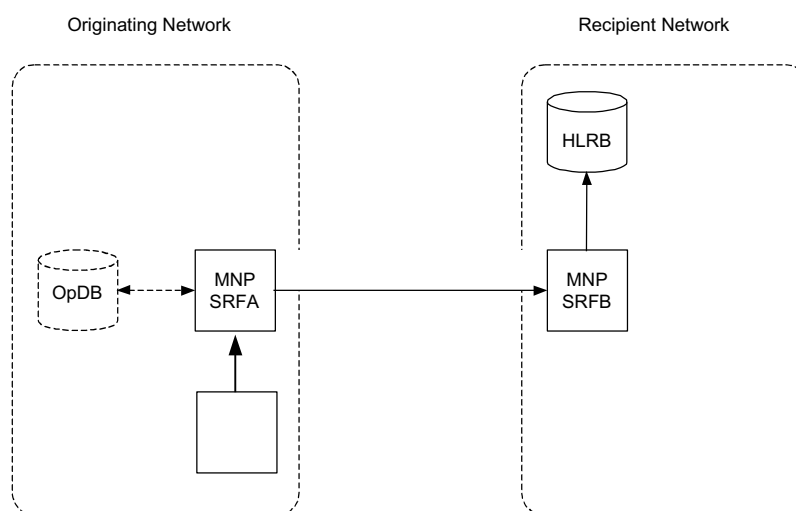 Originating Network
Recipient Network
HLRB
OpDB
MNP
SRFA
MNP
SRFB